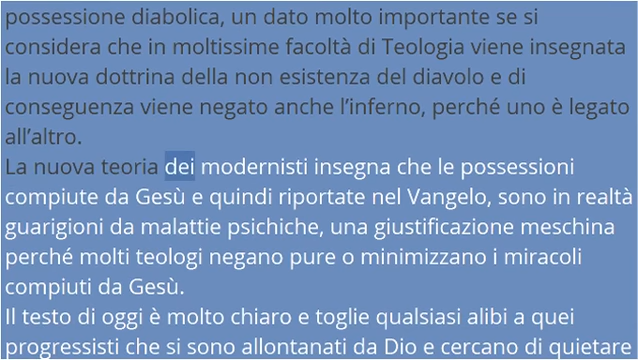 possessione diabolica, un dato molto importante se si
considera che in moltissime facoltà di Teologia viene insegnata
la nuova dottrina della non esistenza del diavolo e di
conseguenza viene negato anche l’inferno, perché uno è legato
all’altro.
La nuova teoria dei modernisti insegna che le possessioni
compiute da Gesù e quindi riportate nel Vangelo, sono in realtà
guarigioni da malattie psichiche, una giustificazione meschina
perché molti teologi negano pure o minimizzano i miracoli
compiuti da Gesù.
Il testo di oggi è molto chiaro e toglie qualsiasi alibi a quei
progressisti che si sono allontanati da Dio e cercano di quietare